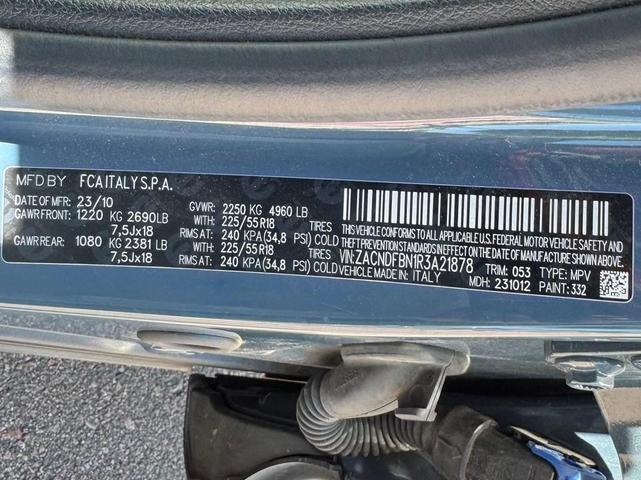 MFD BY FCA ITALY S.P.A.
DATE OF MFR: 23/10 GVWR: 2250 KG 4960 LB
GAWR FRONT: 1220 KG 2690LB WITH: 225/55R18 TIRES
7,5Jx18 RIMS AT: 240 KPA (34,8 PSI) COLD
GAWR REAR: 1080 KG 2381 LB WITH: 225/55R18 TIRES
7,5Jx18 RIMS AT: 240 KPA (34,8 PSI) COLD
THIS VEHICLE CONFORMS TO ALL APPLICABLE U.S. FEDERAL MOTOR VEHICLE SAFETY AND
THEFT PREVENTION STANDARDS IN EFFECT ON THE DATE OF MANUFACTURE SHOWN ABOVE.
VIN: ZACNDFBN1R3A21878 TRIM: 053 TYPE: MPV
MADE IN: ITALY MDH: 231012 PAINT: 332